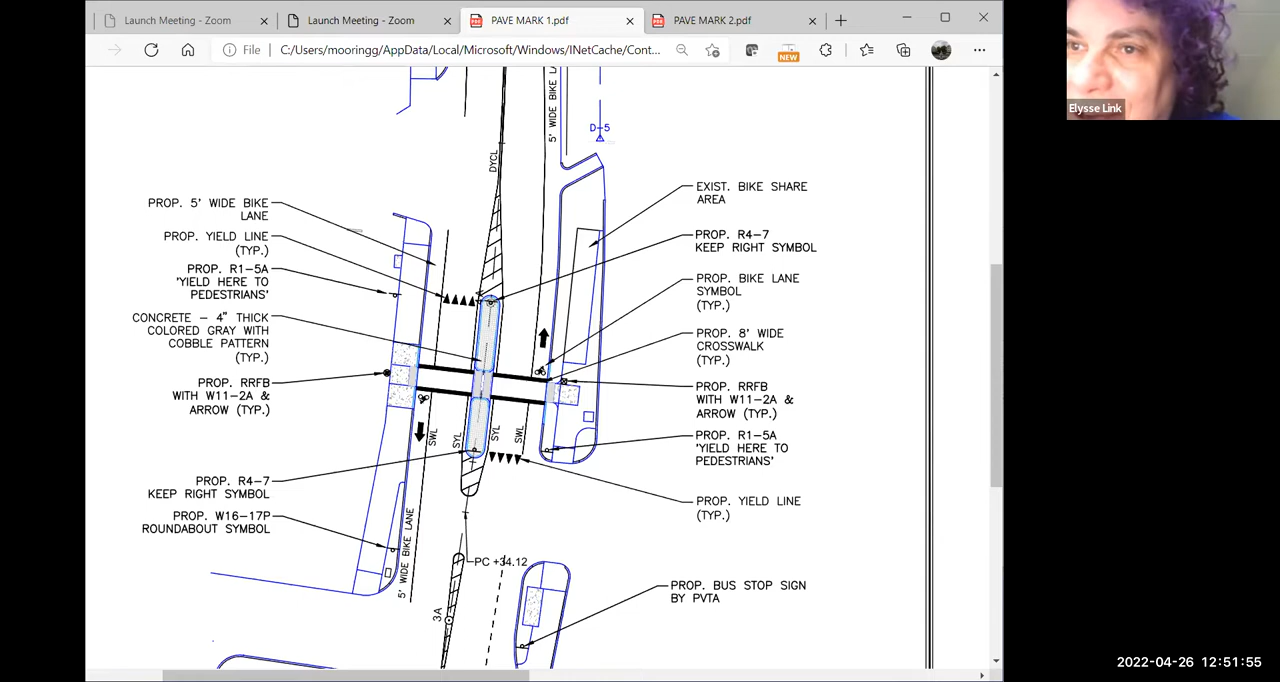 Launch Meeting - Zoom
Launch Meeting - Zoom
PAVE MARK 1.pdf
PAVE MARK 2.pdf
File
C:/Users/mooringg/AppData/Local/Microsoft/Windows/INetCache/Cont...
NEW
Elysse Link
5' WIDE BIKE LA
D-5
DYCL
PROP. 5' WIDE BIKE
LANE
PROP. YIELD LINE
(TYP.)
PROP. R1-5A
'YIELD HERE TO
PEDESTRIANS'
CONCRETE - 4" THICK
COLORED GRAY WITH
COBBLE PATTERN
(TYP.)
PROP. RRFB
WITH W11-2A &
ARROW (TYP.)
PROP. R4-7
KEEP RIGHT SYMBOL
PROP. W16-17P
ROUNDABOUT SYMBOL
EXIST. BIKE SHARE
AREA
PROP. R4-7
KEEP RIGHT SYMBOL
PROP. BIKE LANE
SYMBOL
(TYP.)
PROP. 8' WIDE
CROSSWALK
(TYP.)
PROP. RRFB
WITH W11-2A &
ARROW (TYP.)
PROP. R1-5A
'YIELD HERE TO
PEDESTRIANS'
PROP. YIELD LINE
(TYP.)
PROP. BUS STOP SIGN
BY PVTA
SWL
SYL
SYL
SWL
5' WIDE BIKE LANE
PC +34.12
3A
2022-04-26 12:51:55